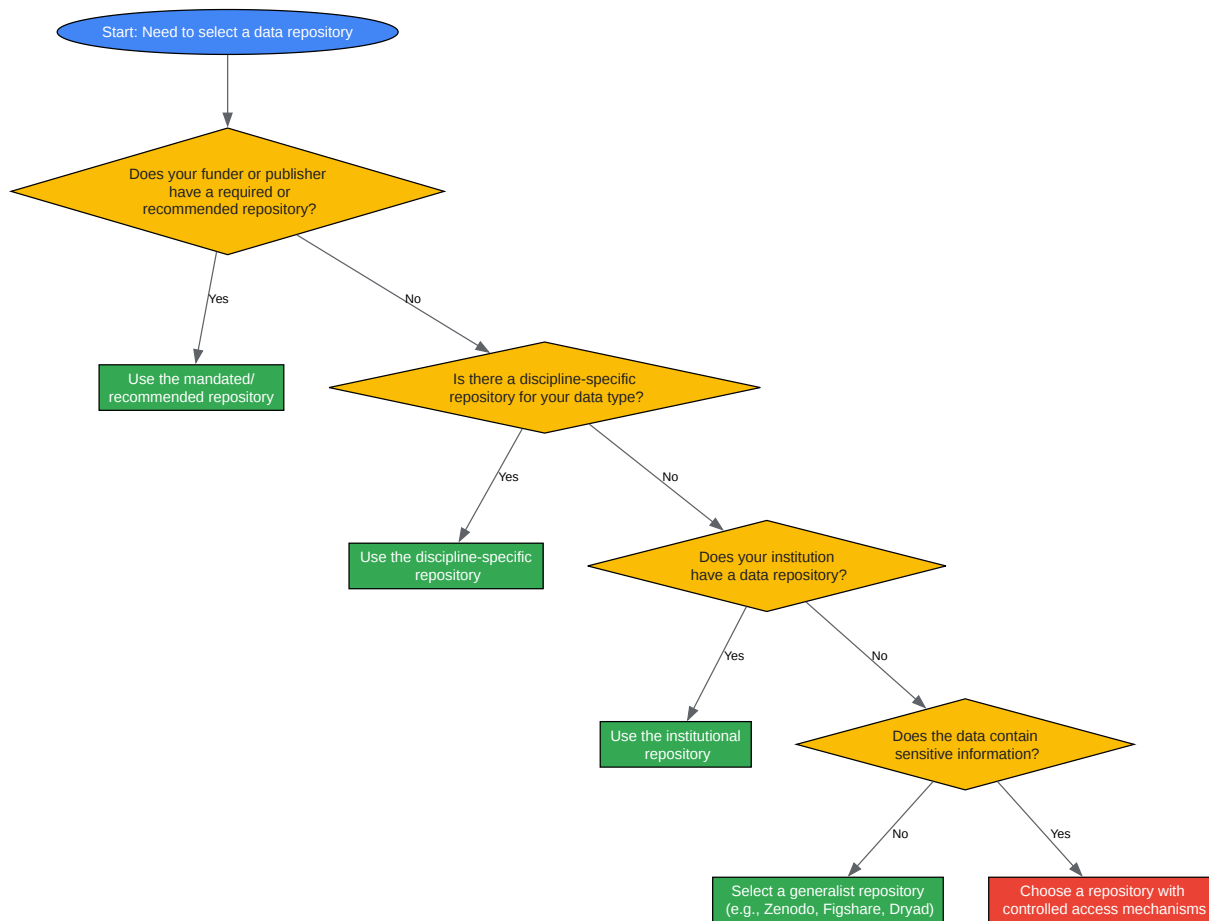 Start: Need to select a data repository
Does your funder or publisher
have a required or
recommended repository?
Yes
No
Use the mandated/
recommended repository
Is there a discipline-specific
repository for your data type?
Yes
No
Use the discipline-specific
repository
Does your institution
have a data repository?
Yes
No
Use the institutional
repository
Does the data contain
sensitive information?
No
Yes
Select a generalist repository
(e.g., Zenodo, Figshare, Dryad)
Choose a repository with
controlled access mechanisms